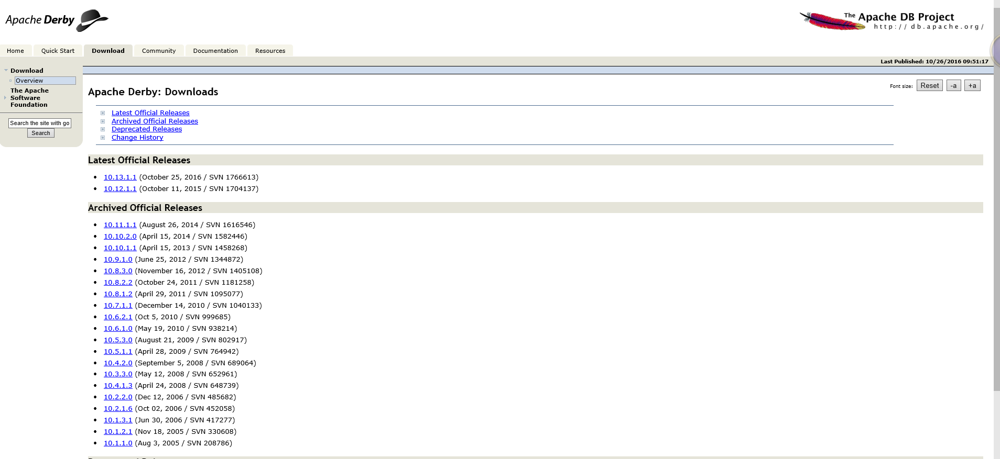 Apache Derby
The Apache DB Project
http://db.apache.org/
Home
Quick Start
Download
Community
Documentation
Resources
Last Published: 10/26/2016 09:51:17
Download
Overview
The Apache
Software
Foundation
Search the site with go
Search
Font size:
Reset
-a
+a
Apache Derby: Downloads
Latest Official Releases
Archived Official Releases
Deprecated Releases
Change History
Latest Official Releases
10.13.1.1 (October 25, 2016 / SVN 1766613)
10.12.1.1 (October 11, 2015 / SVN 1704137)
Archived Official Releases
10.11.1.1 (August 26, 2014 / SVN 1616546)
10.10.2.0 (April 15, 2014 / SVN 1582446)
10.10.1.1 (April 15, 2013 / SVN 1458268)
10.9.1.0 (June 25, 2012 / SVN 1344872)
10.8.3.0 (November 16, 2012 / SVN 1405108)
10.8.2.2 (October 24, 2011 / SVN 1181258)
10.8.1.2 (April 29, 2011 / SVN 1095077)
10.7.1.1 (December 14, 2010 / SVN 1040133)
10.6.2.1 (Oct 5, 2010 / SVN 999685)
10.6.1.0 (May 19, 2010 / SVN 938214)
10.5.3.0 (August 21, 2009 / SVN 802917)
10.5.1.1 (April 28, 2009 / SVN 764942)
10.4.2.0 (September 5, 2008 / SVN 689064)
10.3.3.0 (May 12, 2008 / SVN 652961)
10.4.1.3 (April 24, 2008 / SVN 648739)
10.2.2.0 (Dec 12, 2006 / SVN 485682)
10.2.1.6 (Oct 02, 2006 / SVN 452058)
10.1.3.1 (Jun 30, 2006 / SVN 417277)
10.1.2.1 (Nov 18, 2005 / SVN 330608)
10.1.1.0 (Aug 3, 2005 / SVN 208786)